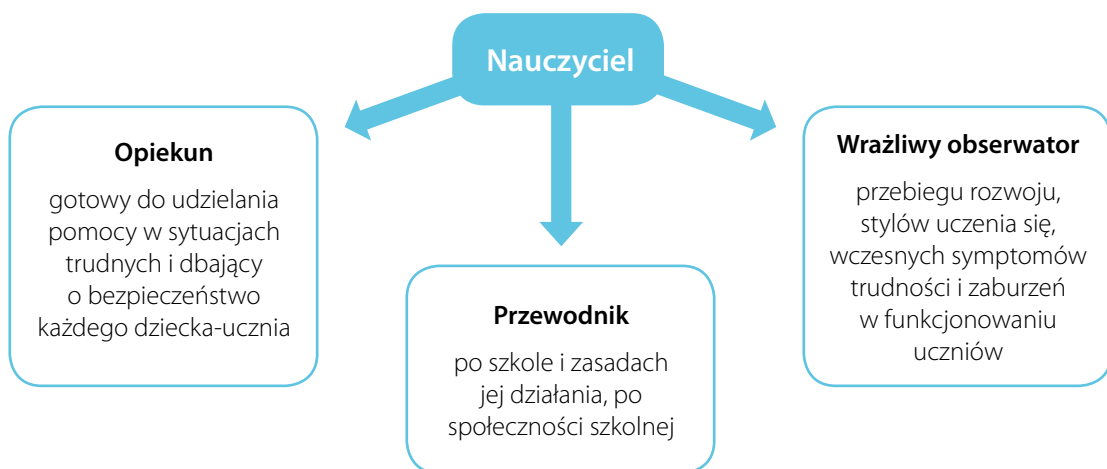 Nauczyciel
Opiekun
gotowy do udzielania
pomocy w sytuacjach
trudnych i dbający
o bezpieczeństwo
każdego dziecka-ucznia
Przewodnik
po szkole i zasadach
jej działania, po
społeczności szkolnej
Wrażliwy obserwator
przebiegu rozwoju,
stylów uczenia się,
wczesnych symptomów
trudności i zaburzeń
w funkcjonowaniu
uczniów